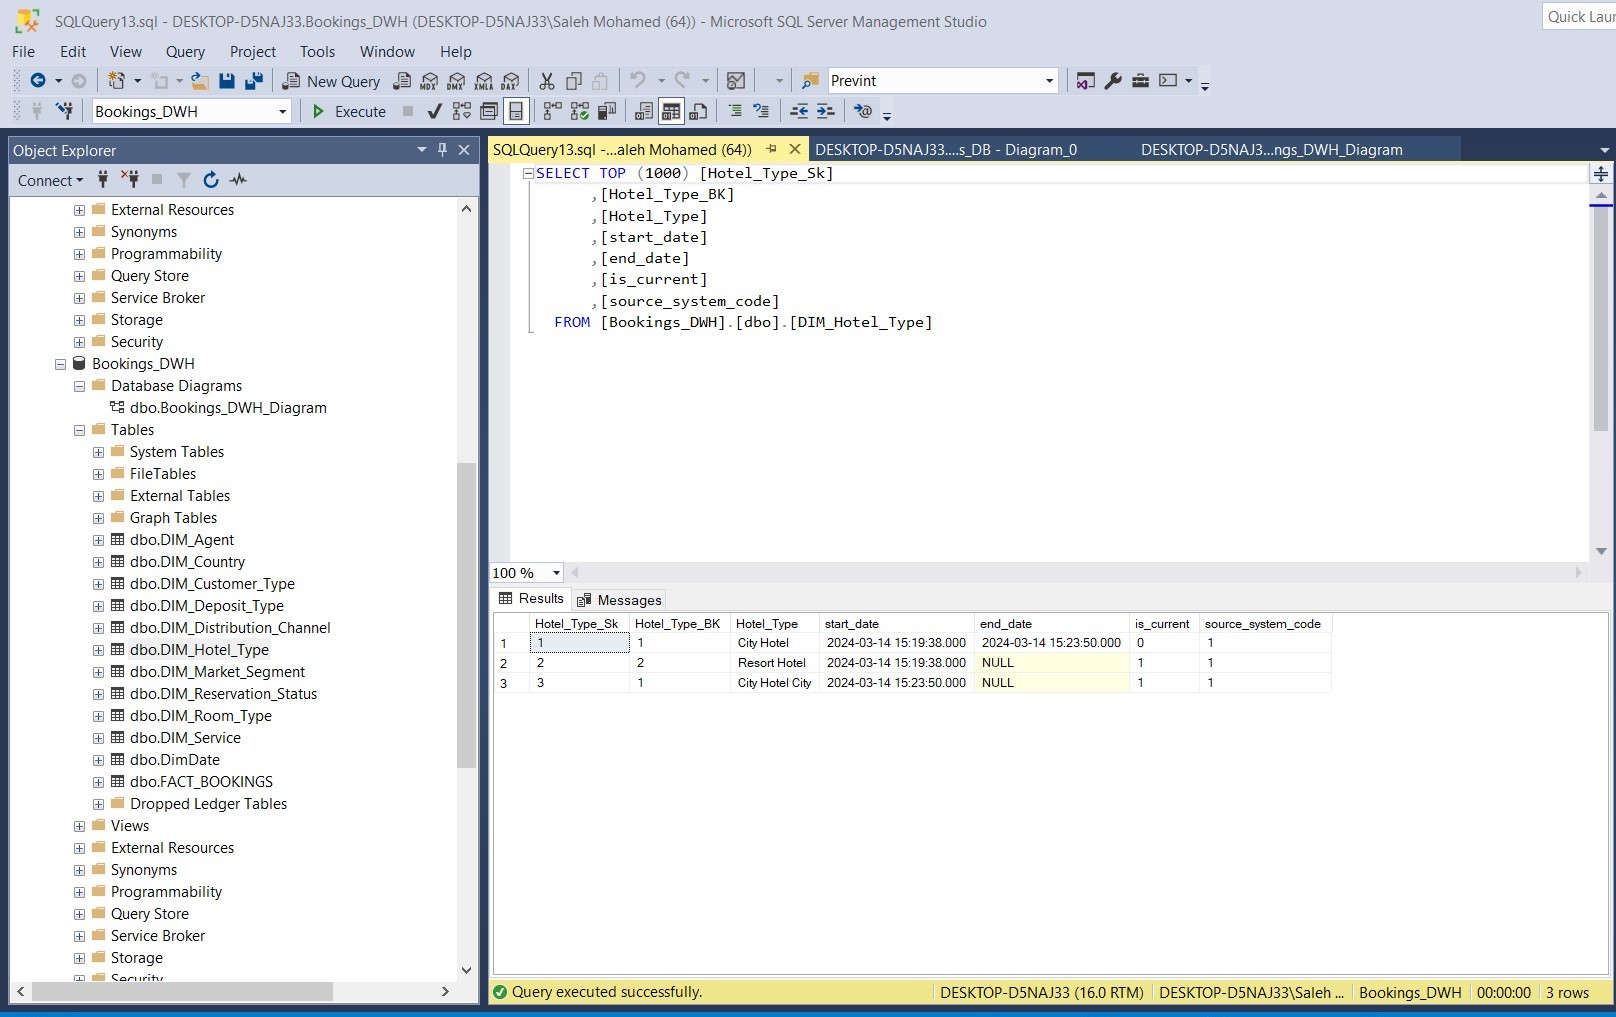 SQLQuery13.sql - DESKTOP-D5NAJ33.Bookings_DWH (DESKTOP-D5NAJ33\Saleh Mohamed (64)) - Microsoft SQL Server Management Studio
Quick Lau
File Edit View Query Project Tools Window Help
New Query MDX DMX XMLA DAX Prevint
Bookings_DWH Execute
Object Explorer
Connect
External Resources
Synonyms
Programmability
Query Store
Service Broker
Storage
Security
Bookings_DWH
Database Diagrams
dbo.Bookings_DWH_Diagram
Tables
System Tables
FileTables
External Tables
Graph Tables
dbo.DIM_Agent
dbo.DIM_Country
dbo.DIM_Customer_Type
dbo.DIM_Deposit_Type
dbo.DIM_Distribution_Channel
dbo.DIM_Hotel_Type
dbo.DIM_Market_Segment
dbo.DIM_Reservation_Status
dbo.DIM_Room_Type
dbo.DIM_Service
dbo.DimDate
dbo.FACT_BOOKINGS
Dropped Ledger Tables
Views
External Resources
Synonyms
Programmability
Query Store
Service Broker
Storage
Security
SQLQuery13.sql -...aleh Mohamed (64)) DESKTOP-D5NAJ33....s_DB - Diagram_0 DESKTOP-D5NAJ3...ngs_DWH_Diagram
SELECT TOP (1000) [Hotel_Type_Sk]
,[Hotel_Type_BK]
,[Hotel_Type]
,[start_date]
,[end_date]
,[is_current]
,[source_system_code]
FROM [Bookings_DWH].[dbo].[DIM_Hotel_Type]
100 %
Results Messages
Hotel_Type_Sk Hotel_Type_BK Hotel_Type start_date end_date is_current source_system_code
1 1 1 City Hotel 2024-03-14 15:19:38.000 2024-03-14 15:23:50.000 0 1
2 2 2 Resort Hotel 2024-03-14 15:19:38.000 NULL 1 1
3 3 1 City Hotel City 2024-03-14 15:23:50.000 NULL 1 1
Query executed successfully. DESKTOP-D5NAJ33 (16.0 RTM) DESKTOP-D5NAJ33\Saleh ... Bookings_DWH 00:00:00 3 rows